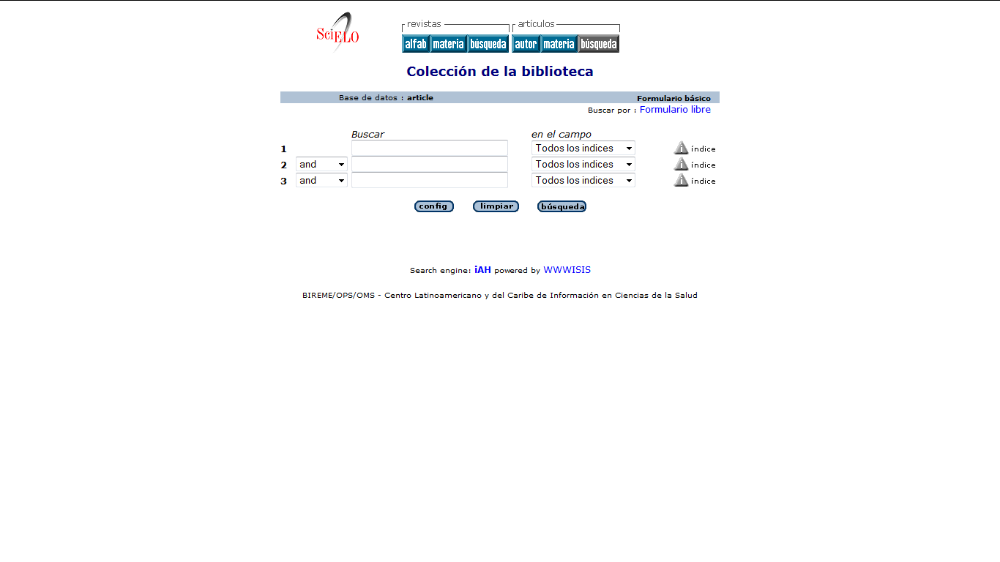 SciELO
revistas artículos
alfab materia búsqueda autor materia búsqueda
Colección de la biblioteca
Base de datos : article Formulario básico
Buscar por : Formulario libre
Buscar en el campo
1 Todos los indices índice
2 and Todos los indices índice
3 and Todos los indices índice
config limpiar búsqueda
Search engine: iAH powered by WWWISIS
BIREME/OPS/OMS - Centro Latinoamericano y del Caribe de Información en Ciencias de la Salud